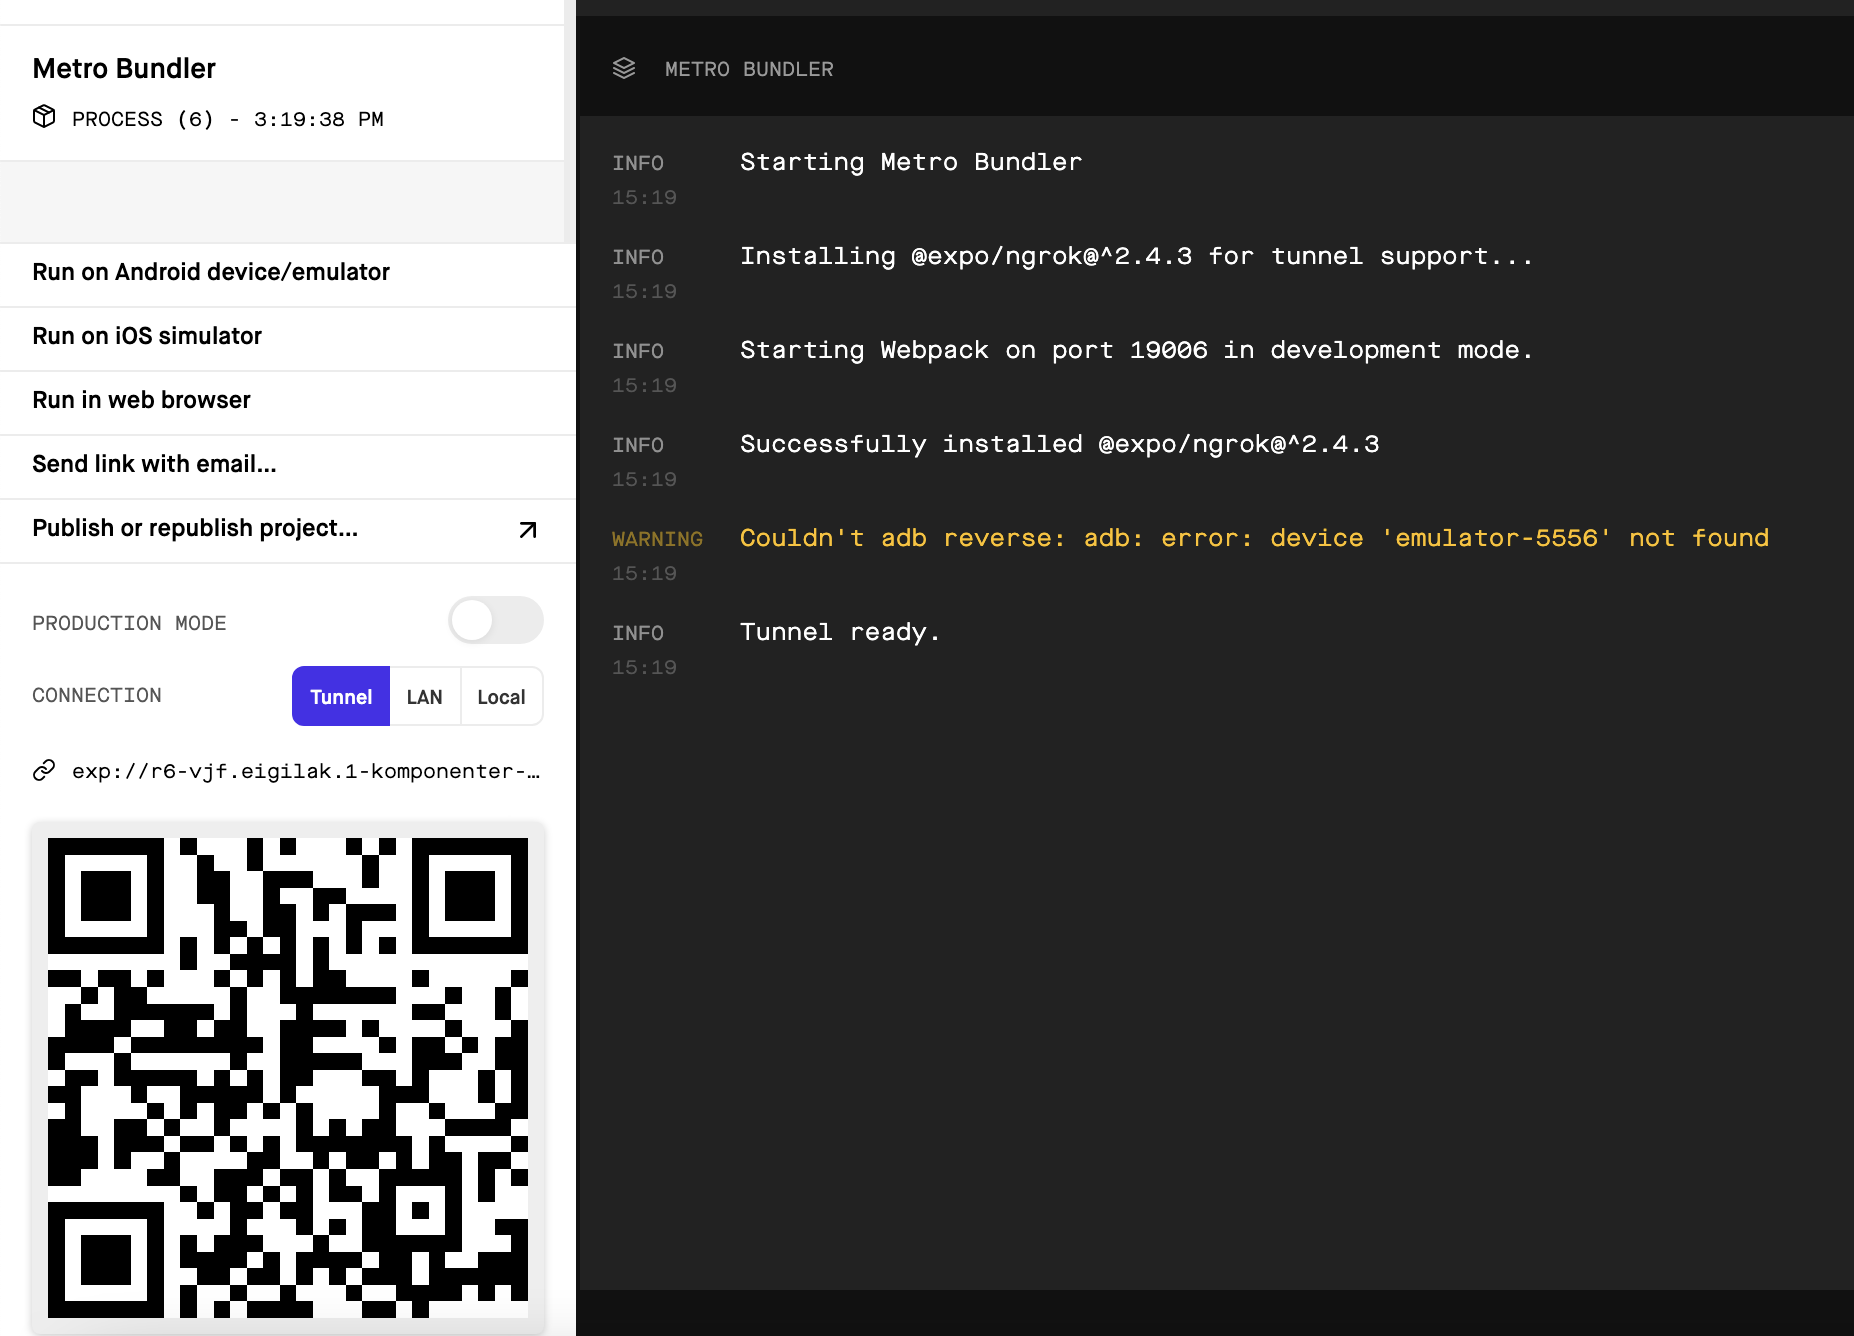 Metro Bundler
PROCESS (6) - 3:19:38 PM
Run on Android device/emulator
Run on iOS simulator
Run in web browser
Send link with email...
Publish or republish project...
PRODUCTION MODE
CONNECTION
Tunnel LAN Local
exp://r6-vjf.eigilak.1-komponenter-…
METRO BUNDLER
INFO Starting Metro Bundler
15:19
INFO Installing @expo/ngrok@^2.4.3 for tunnel support...
15:19
INFO Starting Webpack on port 19006 in development mode.
15:19
INFO Successfully installed @expo/ngrok@^2.4.3
15:19
WARNING Couldn't adb reverse: adb: error: device 'emulator-5556' not found
15:19
INFO Tunnel ready.
15:19